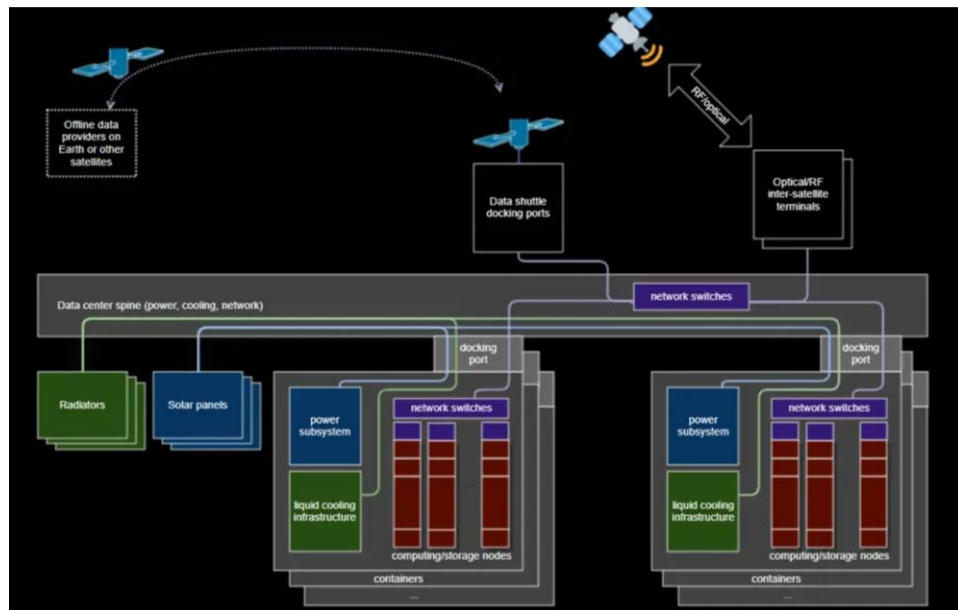 Offline data
providers on
Earth or other
satellites
RF/optical
Data shuttle
docking ports
Optical/RF
inter-satellite
terminals
Data center spine (power, cooling, network)
network switches
docking
port
docking
port
Radiators
Solar panels
power
subsystem
network switches
liquid cooling
infrastructure
computing/storage nodes
containers
...
power
subsystem
network switches
liquid cooling
infrastructure
computing/storage nodes
containers
...